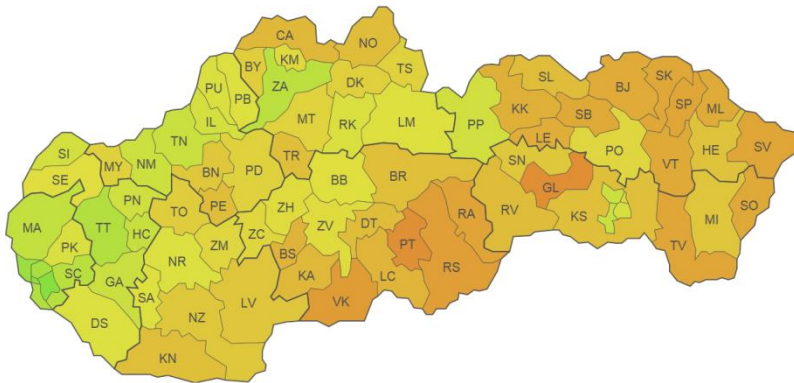 CA
NO
BY
KM
TS
PU
PB
ZA
DK
SL
BJ
SK
KK
SP
ML
SB
IL
MT
RK
LM
PP
LE
PO
HE
SV
TN
SI
MY
NM
TR
SN
VT
SE
BN
PD
BB
BR
GL
PN
PE
MA
TO
ZH
RA
RV
KS
MI
SO
TT
HC
DT
PK
ZM
ZC
ZV
PT
TV
NR
BS
SC
GA
KA
LC
RS
SA
LV
VK
DS
NZ
KN